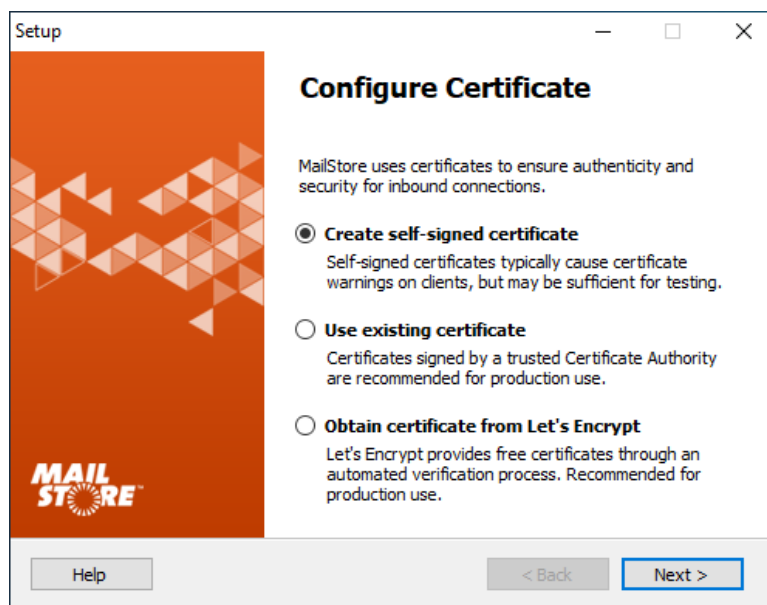 Setup
Configure Certificate
MailStore uses certificates to ensure authenticity and
security for inbound connections.
Create self-signed certificate
Self-signed certificates typically cause certificate
warnings on clients, but may be sufficient for testing.
Use existing certificate
Certificates signed by a trusted Certificate Authority
are recommended for production use.
Obtain certificate from Let's Encrypt
Let's Encrypt provides free certificates through an
automated verification process. Recommended for
production use.
MAIL
STORE™
Help
< Back
Next >